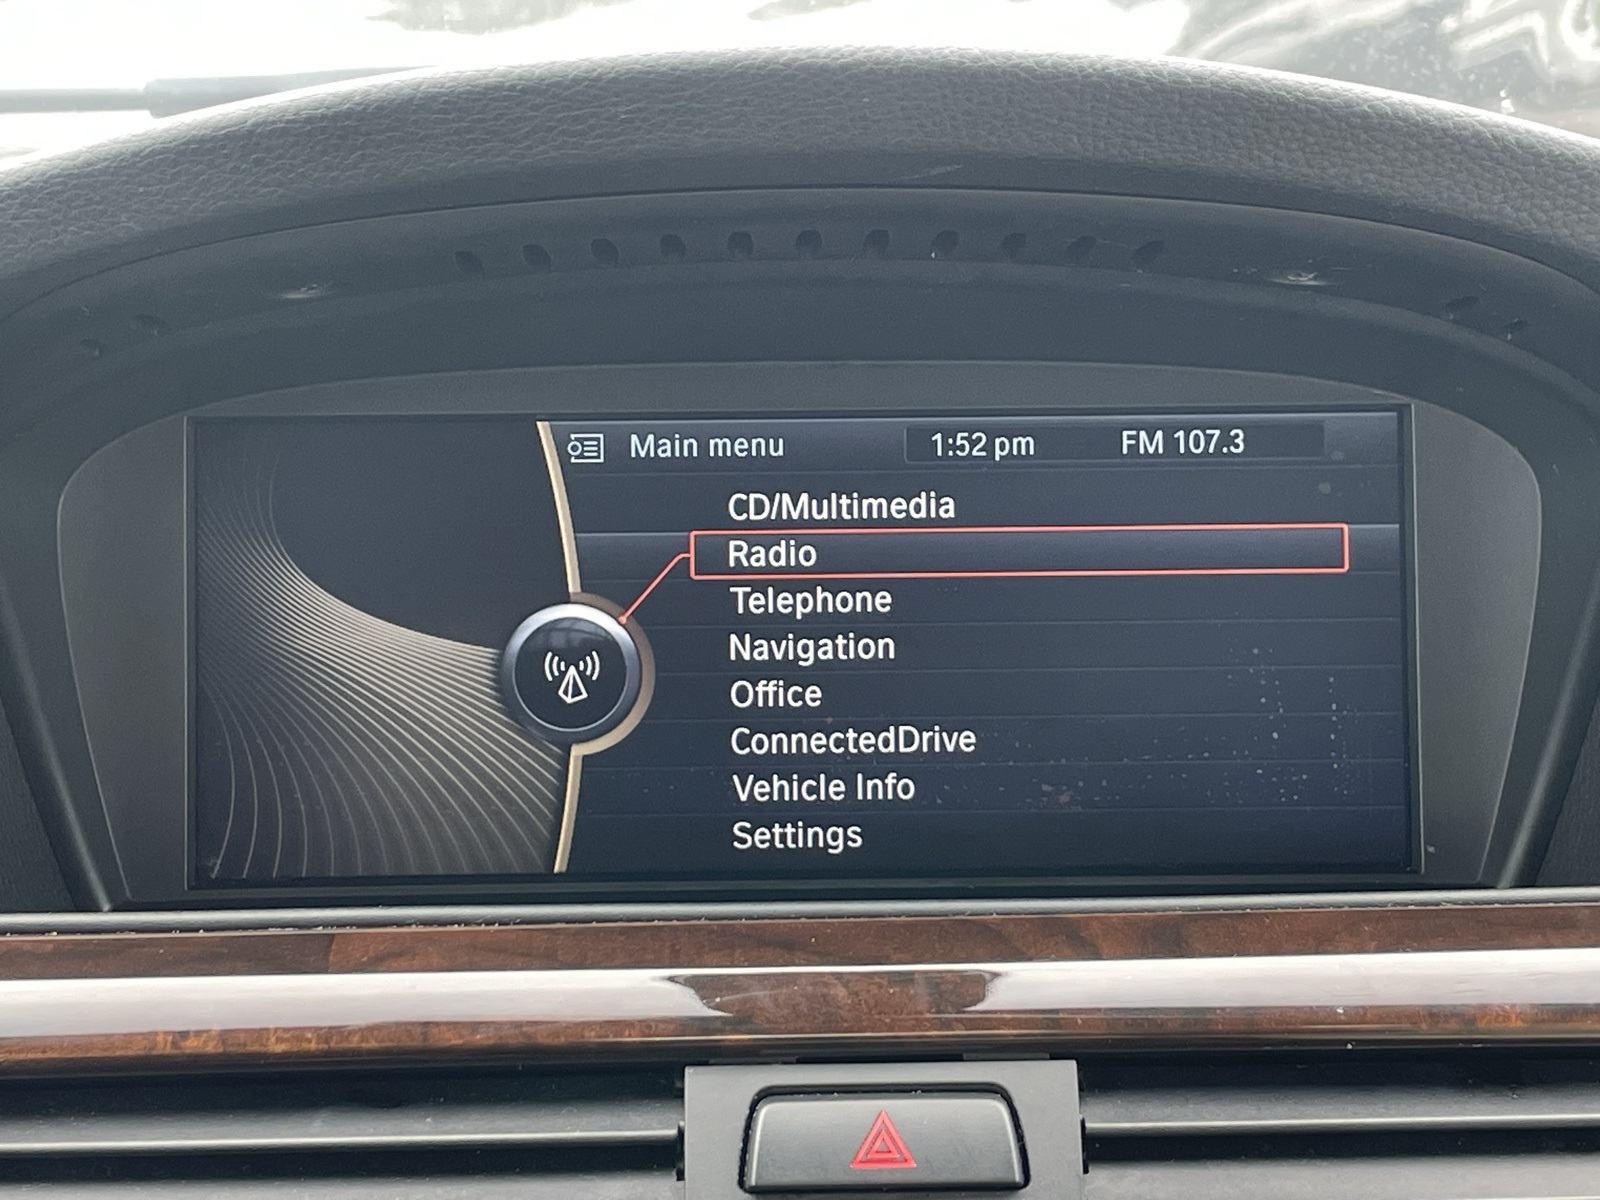 Main menu 1:52 pm FM 107.3
CD/Multimedia
Radio
Telephone
Navigation
Office
ConnectedDrive
Vehicle Info
Settings